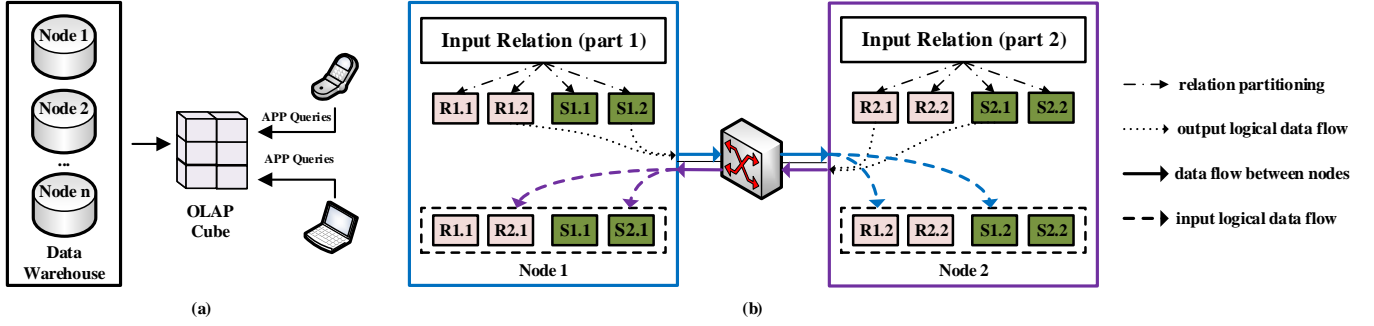 Node 1
Node 2
...
Node n
Data
Warehouse
OLAP
Cube
APP Queries
APP Queries
(a)
Input Relation (part 1)
R1.1 R1.2 S1.1 S1.2
R1.1 R2.1 S1.1 S2.1
Node 1
Input Relation (part 2)
R2.1 R2.2 S2.1 S2.2
R1.2 R2.2 S1.2 S2.2
Node 2
(b)
relation partitioning
output logical data flow
data flow between nodes
input logical data flow